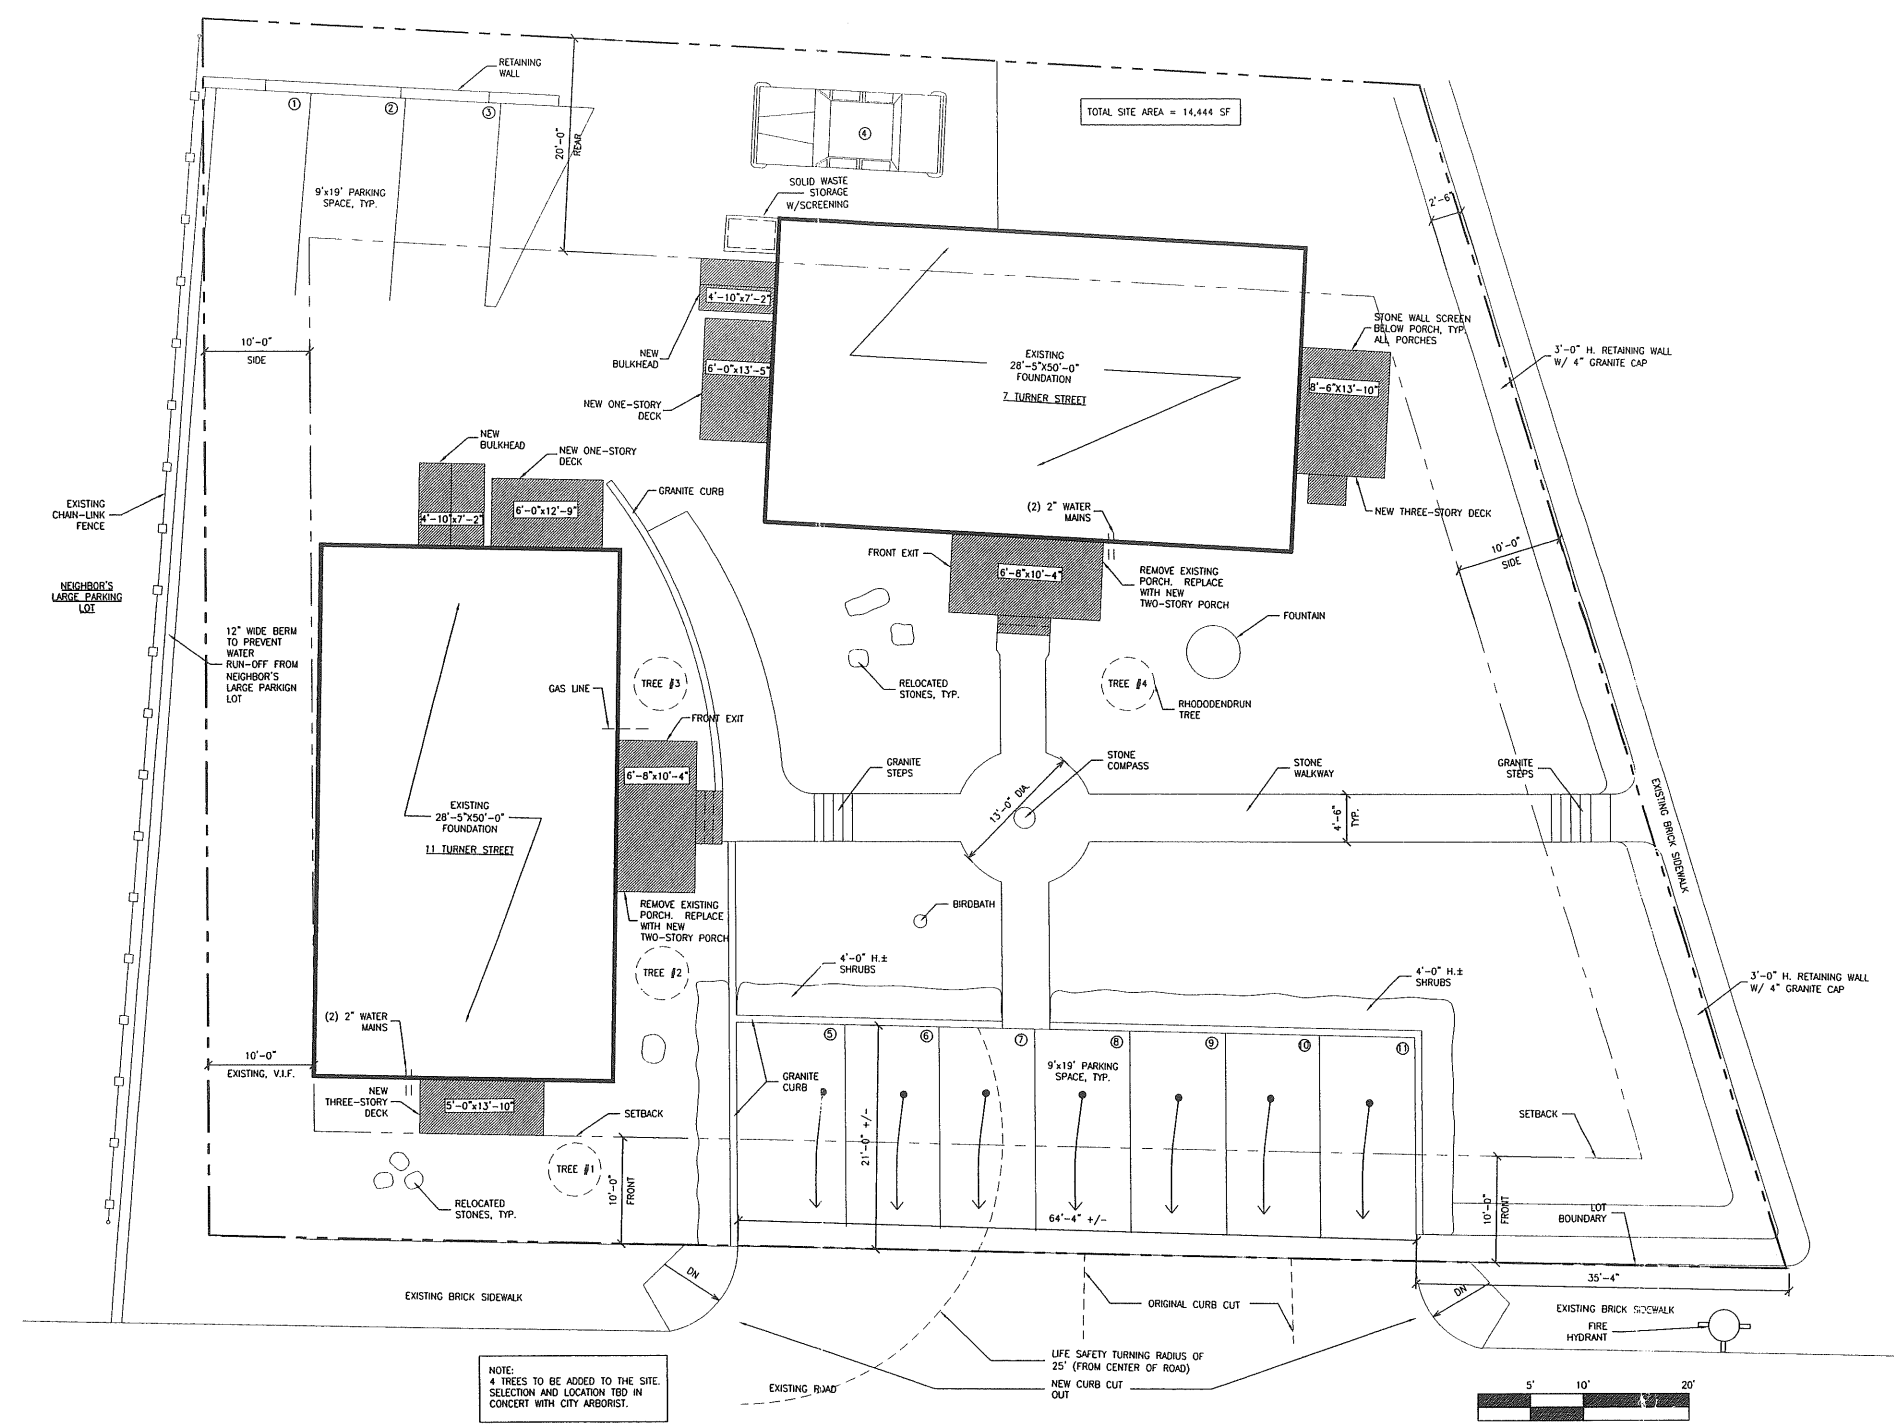 RETAINING
WALL
①
②
③
④
20'-0"
REAR
TOTAL SITE AREA = 14,444 SF
9'x19' PARKING
SPACE, TYP.
SOLID WASTE
STORAGE
W/SCREENING
2'-6"
10'-0"
SIDE
4'-10"x7'-2"
NEW
BULKHEAD
6'-0"x13'-5"
NEW ONE-STORY
DECK
EXISTING
28'-5"X50'-0"
FOUNDATION
7 TURNER STREET
STONE WALL SCREEN
BELOW PORCH, TYP.
ALL PORCHES
8'-6"X13'-10"
3'-0" H. RETAINING WALL
W/ 4" GRANITE CAP
NEW
BULKHEAD
NEW ONE-STORY
DECK
GRANITE CURB
4'-10"x7'-2"
6'-0"x12'-9"
EXISTING
CHAIN-LINK
FENCE
(2) 2" WATER
MAINS
NEW THREE-STORY DECK
10'-0"
SIDE
FRONT EXIT
6'-8"x10'-4"
REMOVE EXISTING
PORCH. REPLACE
WITH NEW
TWO-STORY PORCH
NEIGHBOR'S
LARGE PARKING
LOT
12" WIDE BERM
TO PREVENT
WATER
RUN-OFF FROM
NEIGHBOR'S
LARGE PARKIGN
LOT
FOUNTAIN
GAS LINE
TREE #3
RELOCATED
STONES, TYP.
TREE #4
RHODODENDRUN
TREE
FRONT EXIT
6'-8"x10'-4"
GRANITE
STEPS
STONE
COMPASS
STONE
WALKWAY
GRANITE
STEPS
13'-0" DIA.
4'-6"
TYP.
EXISTING BRICK SIDEWALK
EXISTING
28'-5"X50'-0"
FOUNDATION
11 TURNER STREET
REMOVE EXISTING
PORCH. REPLACE
WITH NEW
TWO-STORY PORCH
BIRDBATH
TREE #2
4'-0" H.±
SHRUBS
4'-0" H.±
SHRUBS
3'-0" H. RETAINING WALL
W/ 4" GRANITE CAP
(2) 2" WATER
MAINS
⑤
⑥
⑦
⑧
⑨
⑩
⑪
10'-0"
EXISTING, V.I.F.
NEW
THREE-STORY
DECK
5'-0"x13'-10"
GRANITE
CURB
9'x19' PARKING
SPACE, TYP.
SETBACK
21'-0" +/-
SETBACK
TREE #1
10'-0"
FRONT
RELOCATED
STONES, TYP.
64'-4" +/-
10'-0"
FRONT
LOT
BOUNDARY
DN
DN
35'-4"
EXISTING BRICK SIDEWALK
ORIGINAL CURB CUT
EXISTING BRICK SIDEWALK
FIRE
HYDRANT
LIFE SAFETY TURNING RADIUS OF
25' (FROM CENTER OF ROAD)
NEW CURB CUT
OUT
EXISTING ROAD
NOTE:
4 TREES TO BE ADDED TO THE SITE.
SELECTION AND LOCATION TBD IN
CONCERT WITH CITY ARBORIST.
5' 10' 20'